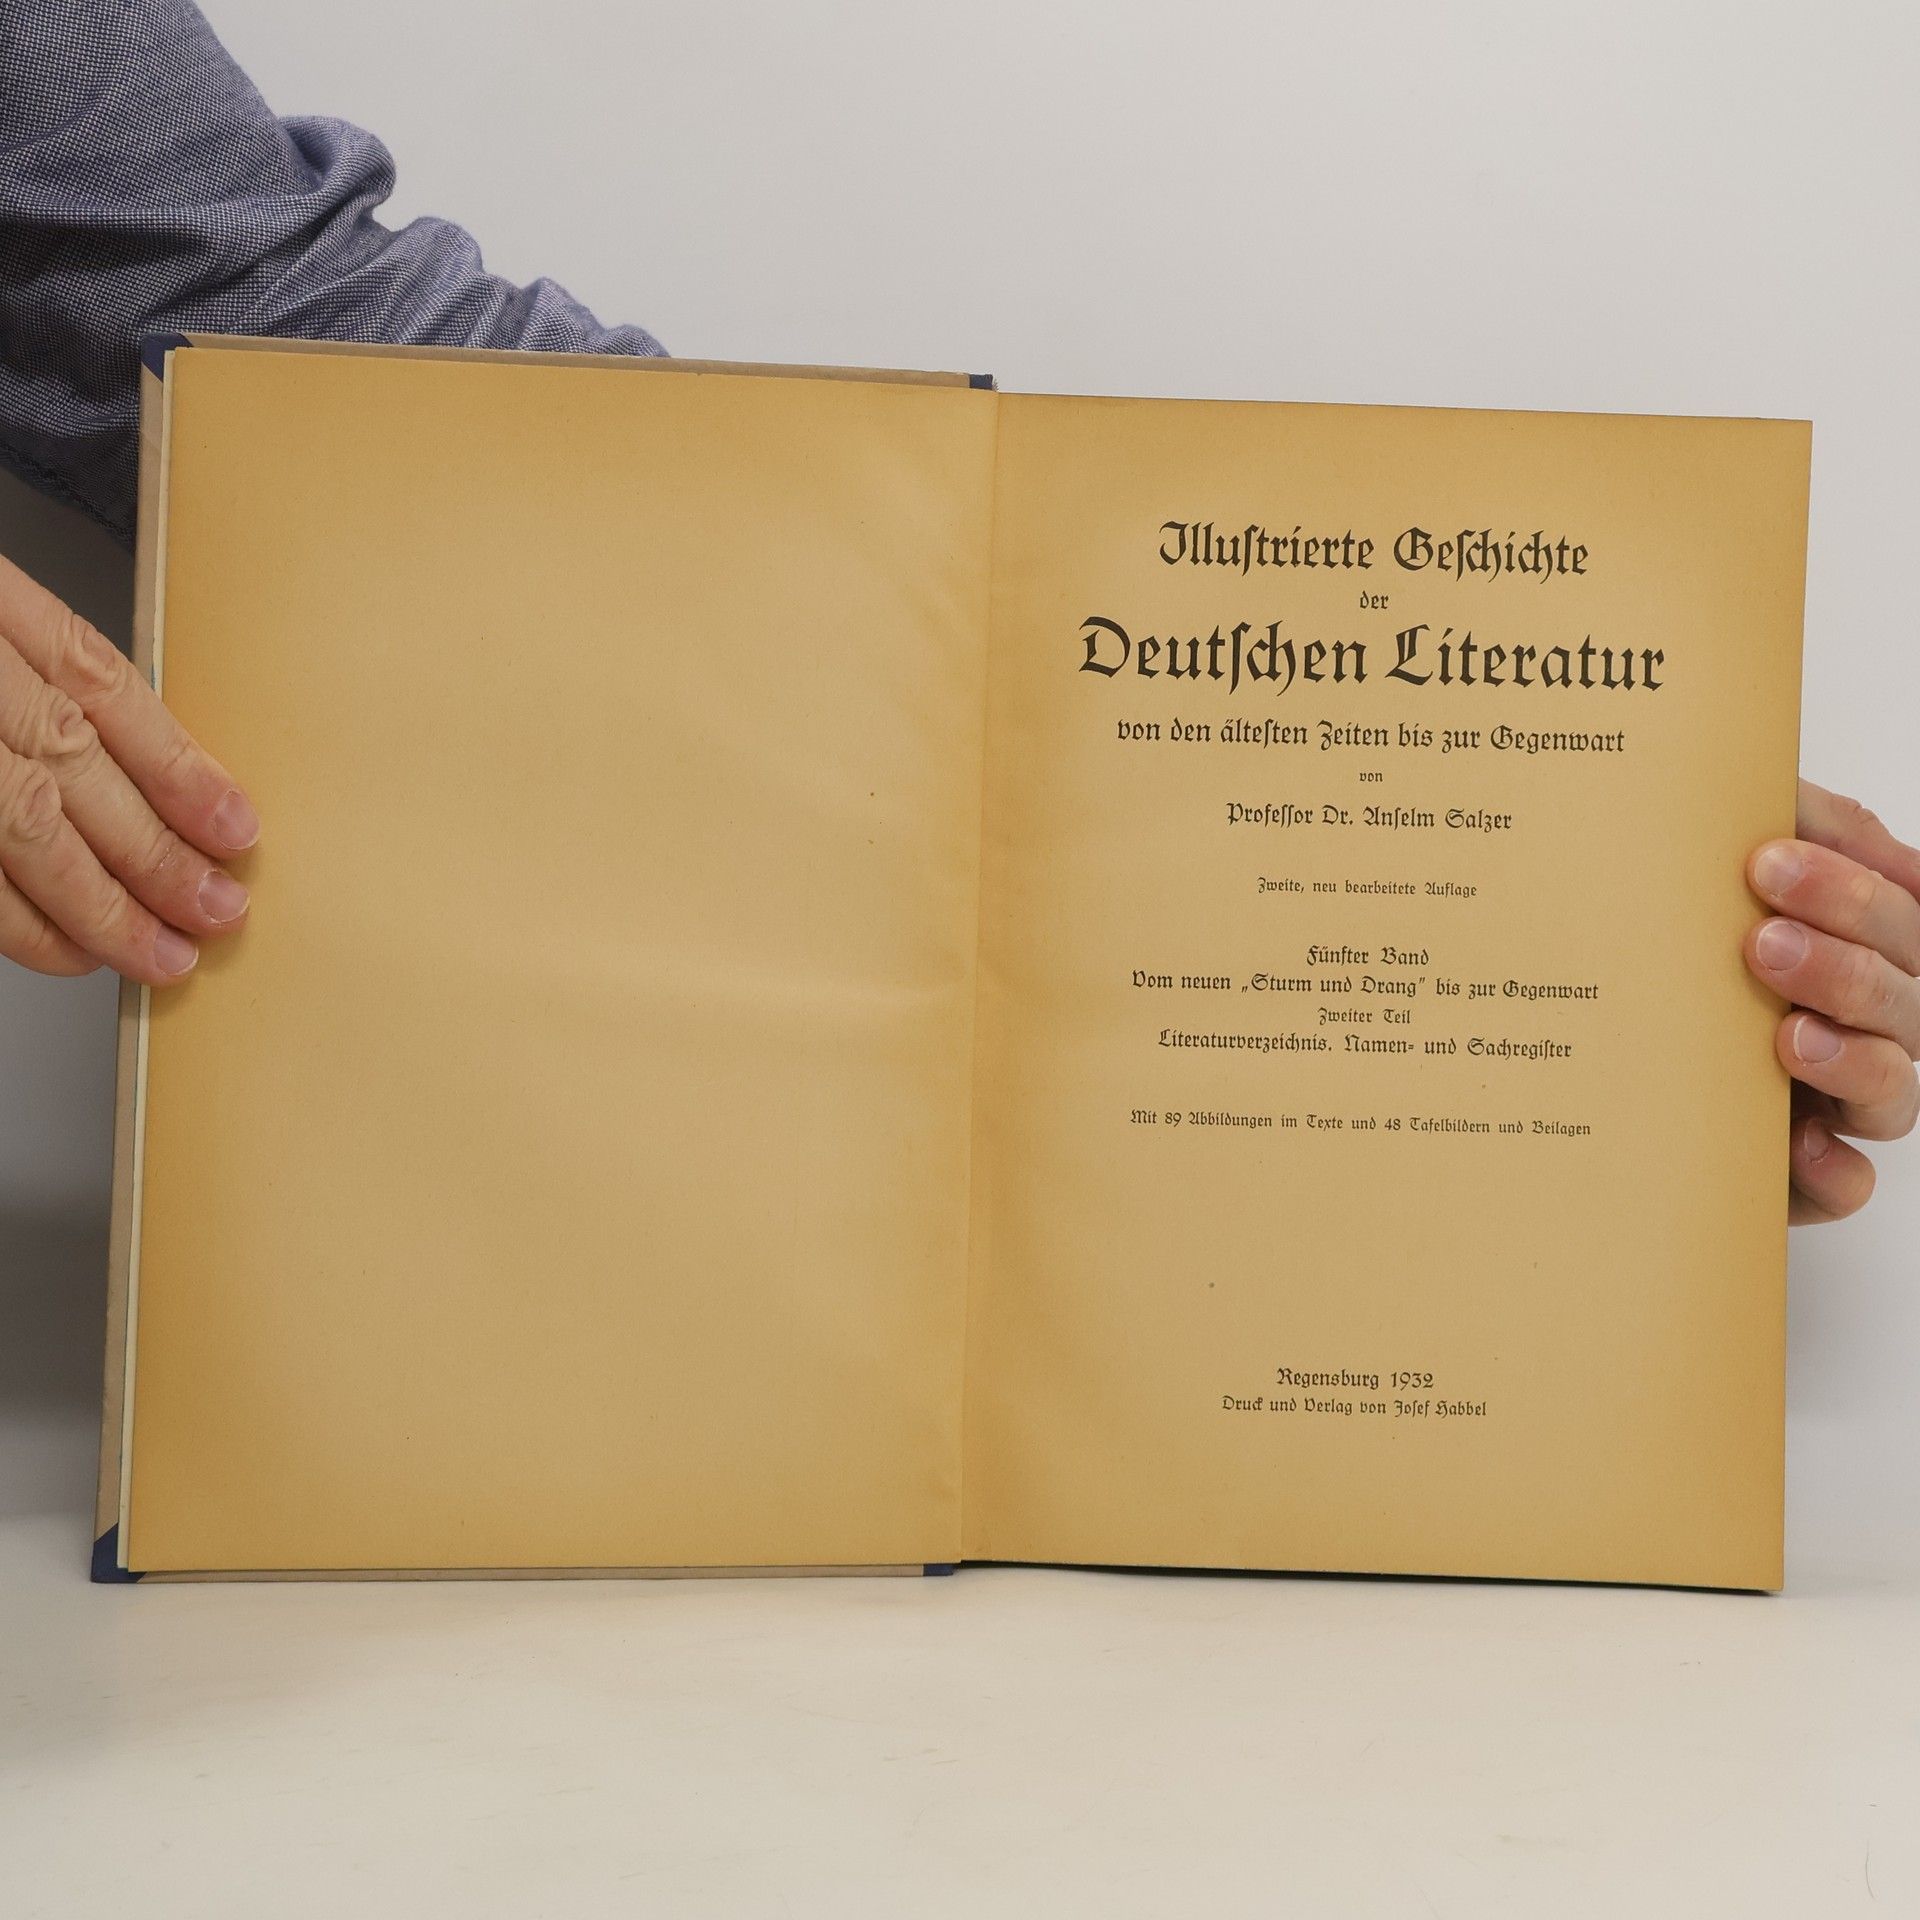 Illuſtrierte Geſchichte
der
Deutſchen Literatur
von den älteſten Zeiten bis zur Gegenwart
von
Profeſſor Dr. Anſelm Salzer
Zweite, neu bearbeitete Auflage
Fünfter Band
Vom neuen „Sturm und Drang” bis zur Gegenwart
Zweiter Teil
Literaturverzeichnis. Namen- und Sachregiſter
Mit 89 Abbildungen im Texte und 48 Tafelbildern und Beilagen
Regensburg 1932
Druck und Verlag von Joſef Habbel